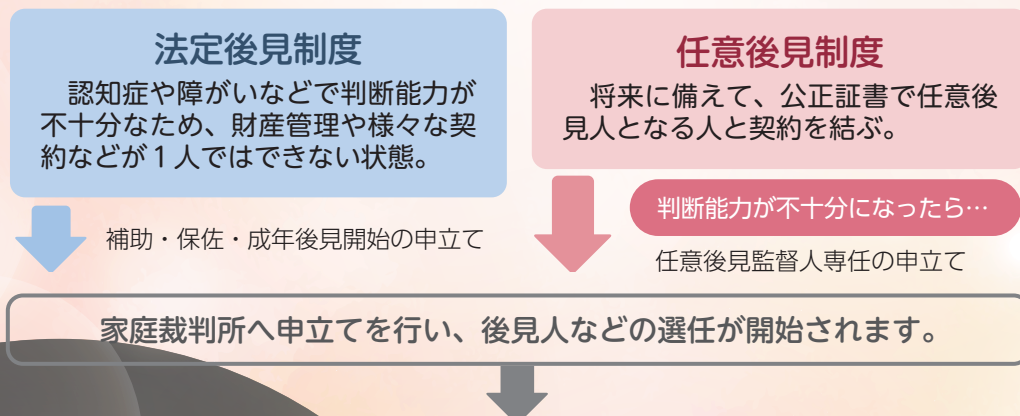 法定後見制度
認知症や障がいなどで判断能力が
不十分なため、財産管理や様々な契
約などが1人ではできない状態。
補助・保佐・成年後見開始の申立て
任意後見制度
将来に備えて、公正証書で任意後
見人となる人と契約を結ぶ。
判断能力が不十分になったら…
任意後見監督人専任の申立て
家庭裁判所へ申立てを行い、後見人などの選任が開始されます。